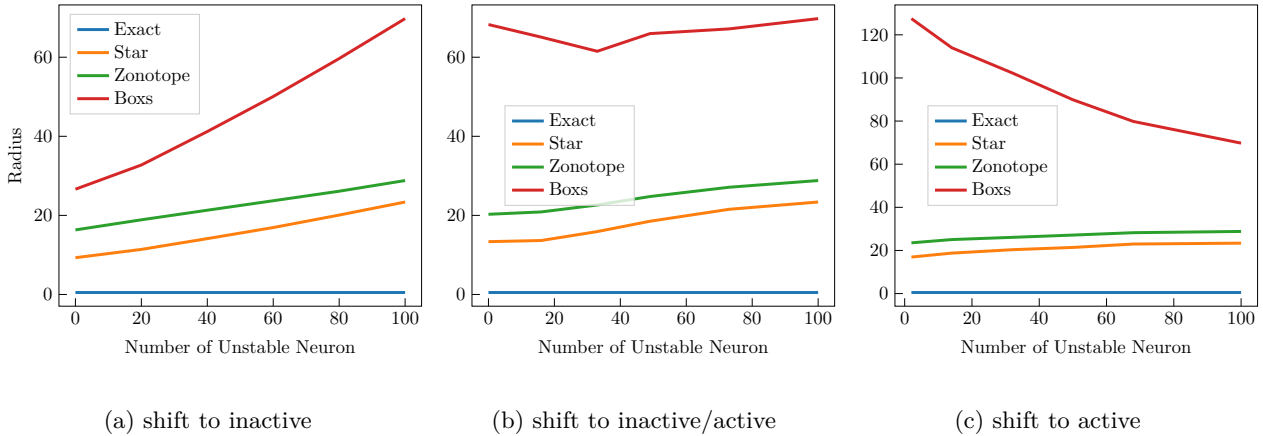 Radius
60
40
20
0
Exact
Star
Zonotope
Boxs
0 20 40 60 80 100
Number of Unstable Neuron
(a) shift to inactive
60
40
20
0
Exact
Star
Zonotope
Boxs
0 20 40 60 80 100
Number of Unstable Neuron
(b) shift to inactive/active
120
100
80
60
40
20
0
Exact
Star
Zonotope
Boxs
0 20 40 60 80 100
Number of Unstable Neuron
(c) shift to active